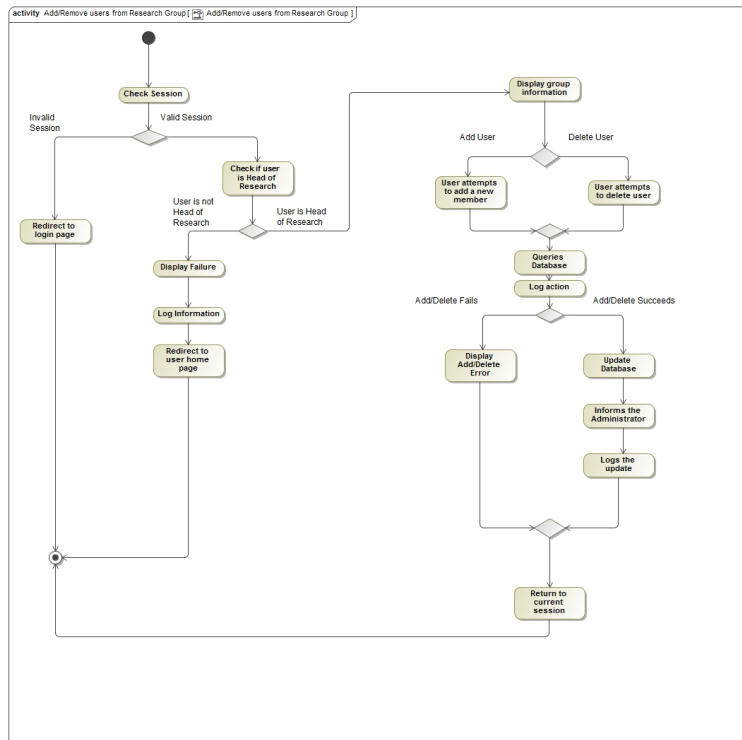 activity Add/Remove users from Research Group [ Add/Remove users from Research Group ]
Check Session
Invalid
Session
Valid Session
Check if user
is Head of
Research
User is not
Head of
Research
User is Head
of Research
Redirect to
login page
Display Failure
Log Information
Redirect to
user home
page
Display group
information
Add User
Delete User
User attempts
to add a new
member
User attempts
to delete user
Queries
Database
Log action
Add/Delete Fails
Add/Delete Succeeds
Display
Add/Delete
Error
Update
Database
Informs the
Administrator
Logs the
update
Return to
current
session